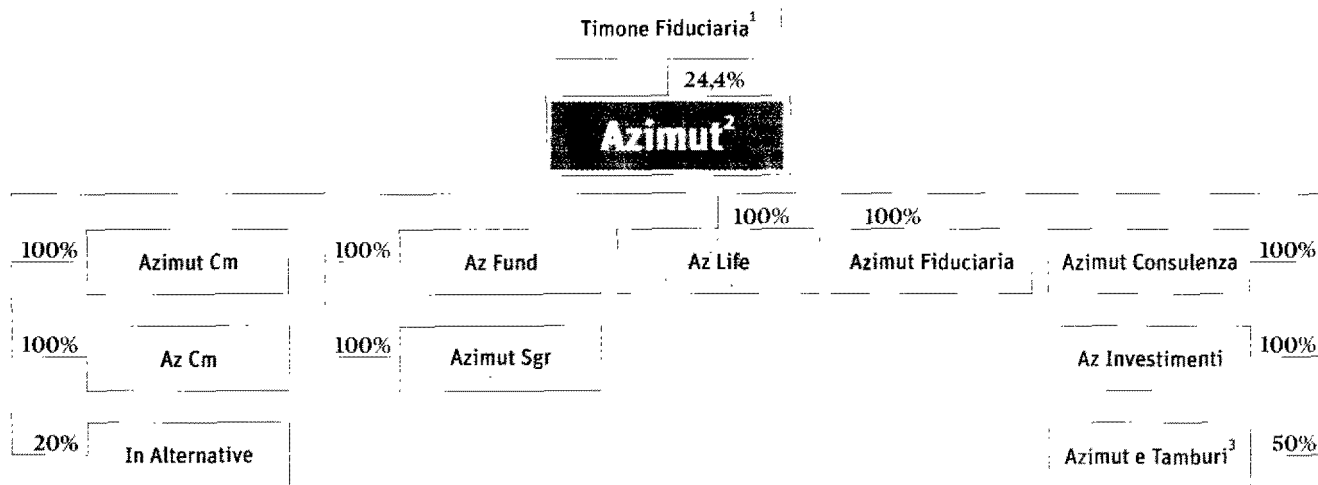 Timone Fiduciaria¹
24,4%
Azimut²
100% 100%
100% Azimut Cm 100% Az Fund Az Life Azimut Fiduciaria Azimut Consulenza 100%
100% Az Cm 100% Azimut Sgr Az Investimenti 100%
20% In Alternative Azimut e Tamburi³ 50%